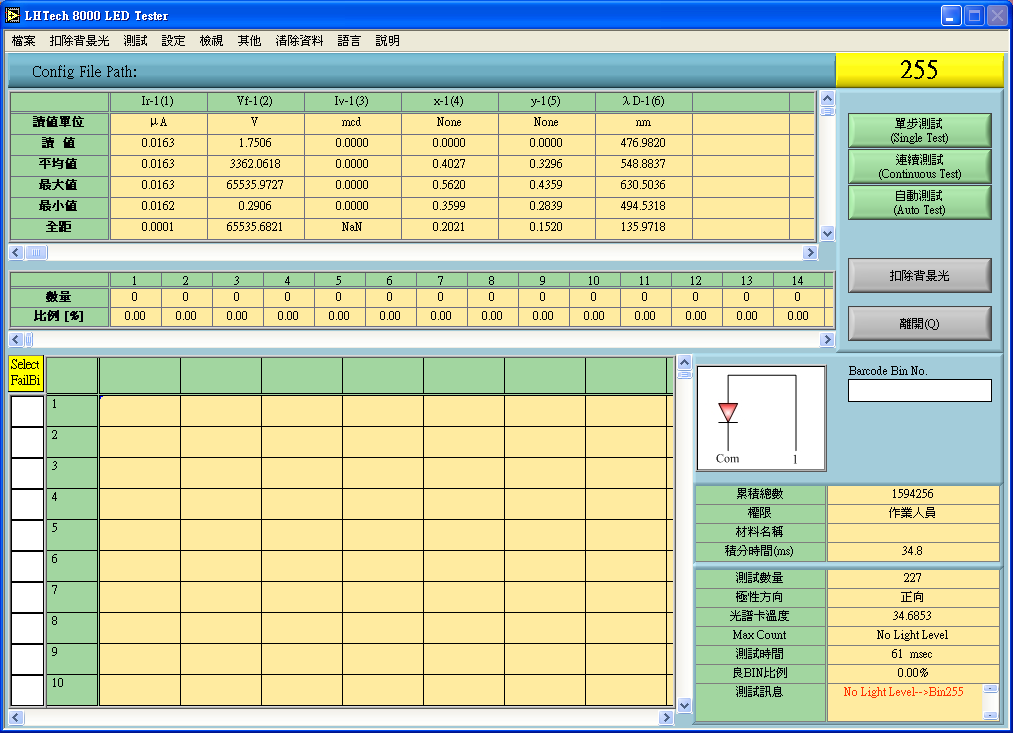 LHTech 8000 LED Tester
檔案 扣除背景光 測試 設定 檢視 其他 清除資料 語言 說明
Config File Path:
255
Ir-1(1) Vf-1(2) Iv-1(3) x-1(4) y-1(5) λ D-1(6)
讀值單位 μ A V mcd None None nm
讀 值 0.0163 1.7506 0.0000 0.0000 0.0000 476.9820
平均值 0.0163 3362.0618 0.0000 0.4027 0.3296 548.8837
最大值 0.0163 65535.9727 0.0000 0.5620 0.4359 630.5036
最小值 0.0162 0.2906 0.0000 0.3599 0.2839 494.5318
全距 0.0001 65535.6821 NaN 0.2021 0.1520 135.9718
單步測試
(Single Test)
連續測試
(Continuous Test)
自動測試
(Auto Test)
扣除背景光
離開(Q)
1 2 3 4 5 6 7 8 9 10 11 12 13 14
數量 0 0 0 0 0 0 0 0 0 0 0 0 0 0
比例 [%] 0.00 0.00 0.00 0.00 0.00 0.00 0.00 0.00 0.00 0.00 0.00 0.00 0.00 0.00
Select
FailBi
1
2
3
4
5
6
7
8
9
10
Com 1
Barcode Bin No.
累積總數 1594256
權限 作業人員
材料名稱
積分時間(ms) 34.8
測試數量 227
極性方向 正向
光譜卡溫度 34.6853
Max Count No Light Level
測試時間 61 msec
良BIN比例 0.00%
測試訊息 No Light Level-->Bin255